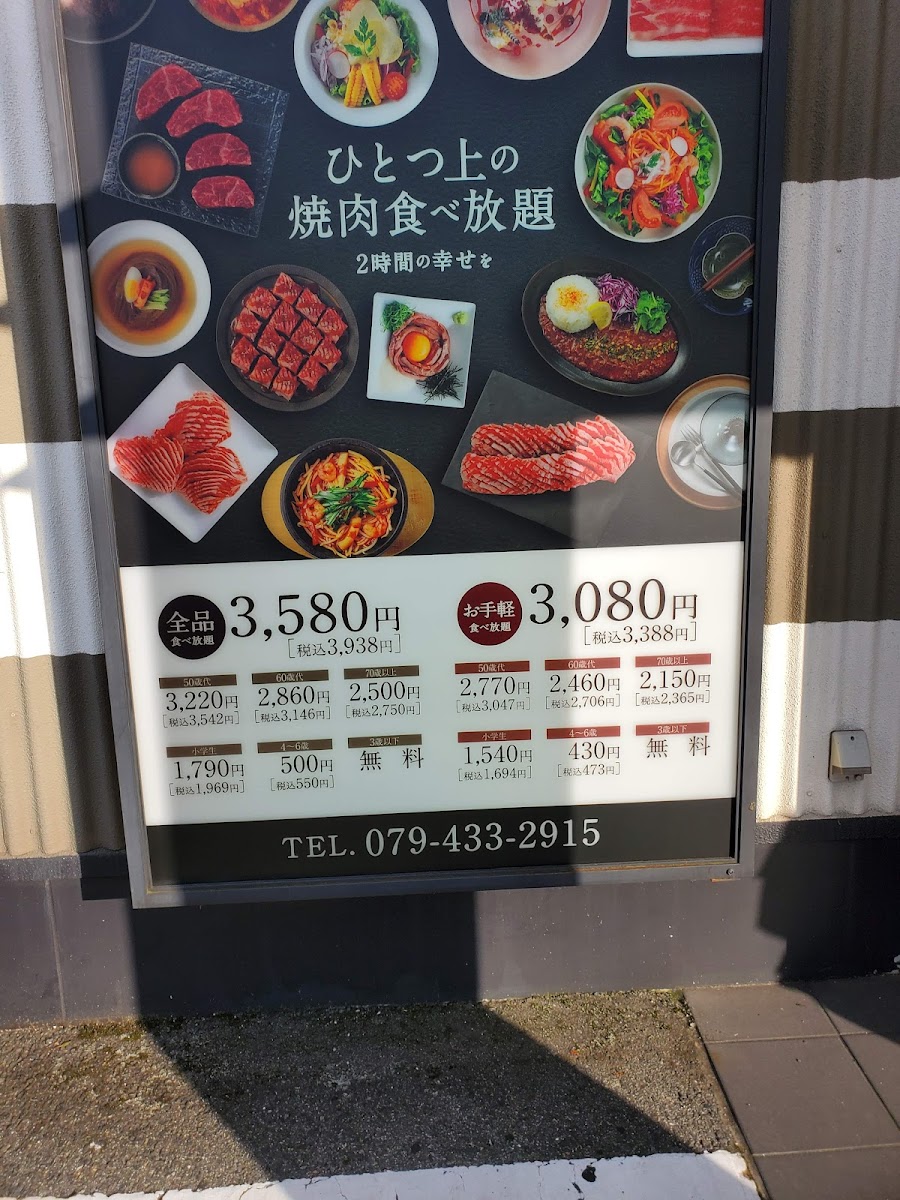 ひとつ上の
焼肉食べ放題
2時間の幸せを
全品
食べ放題
3,580円
[税込3,938円]
50歳代
3,220円
[税込3,542円]
60歳代
2,860円
[税込3,146円]
70歳以上
2,500円
[税込2,750円]
小学生
1,790円
[税込1,969円]
4〜6歳
500円
[税込550円]
3歳以下
無料
お手軽
食べ放題
3,080円
[税込3,388円]
50歳代
2,770円
[税込3,047円]
60歳代
2,460円
[税込2,706円]
70歳以上
2,150円
[税込2,365円]
小学生
1,540円
[税込1,694円]
4〜6歳
430円
[税込473円]
3歳以下
無料
TEL. 079-433-2915